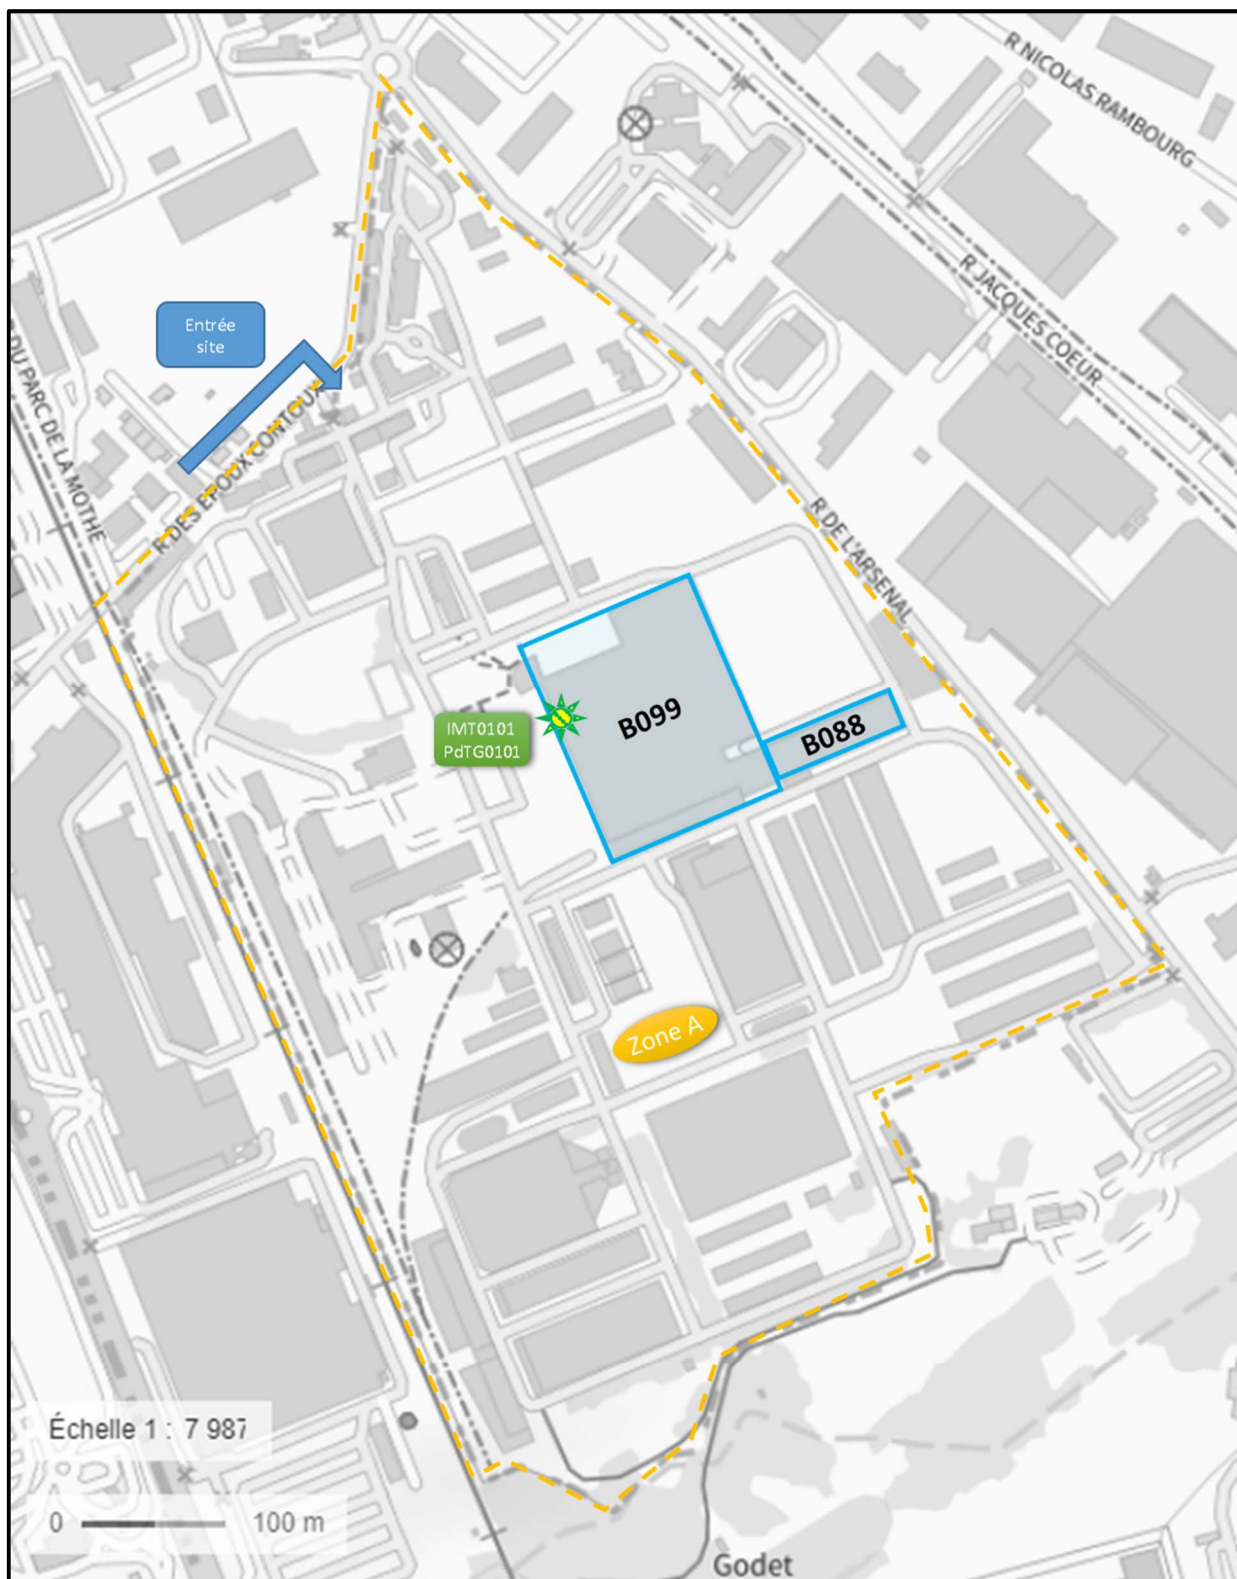 R NICOLAS RAMBOURG
R JACQUES COEUR
Entrée
site
DU PARC DE LA MOTHE
R DES EPOUX CONTOUX
R DE L'ARSENAL
IMT0101
PdTG0101
B099
B088
Zone A
Échelle 1 : 7 987
0 100 m
Godet